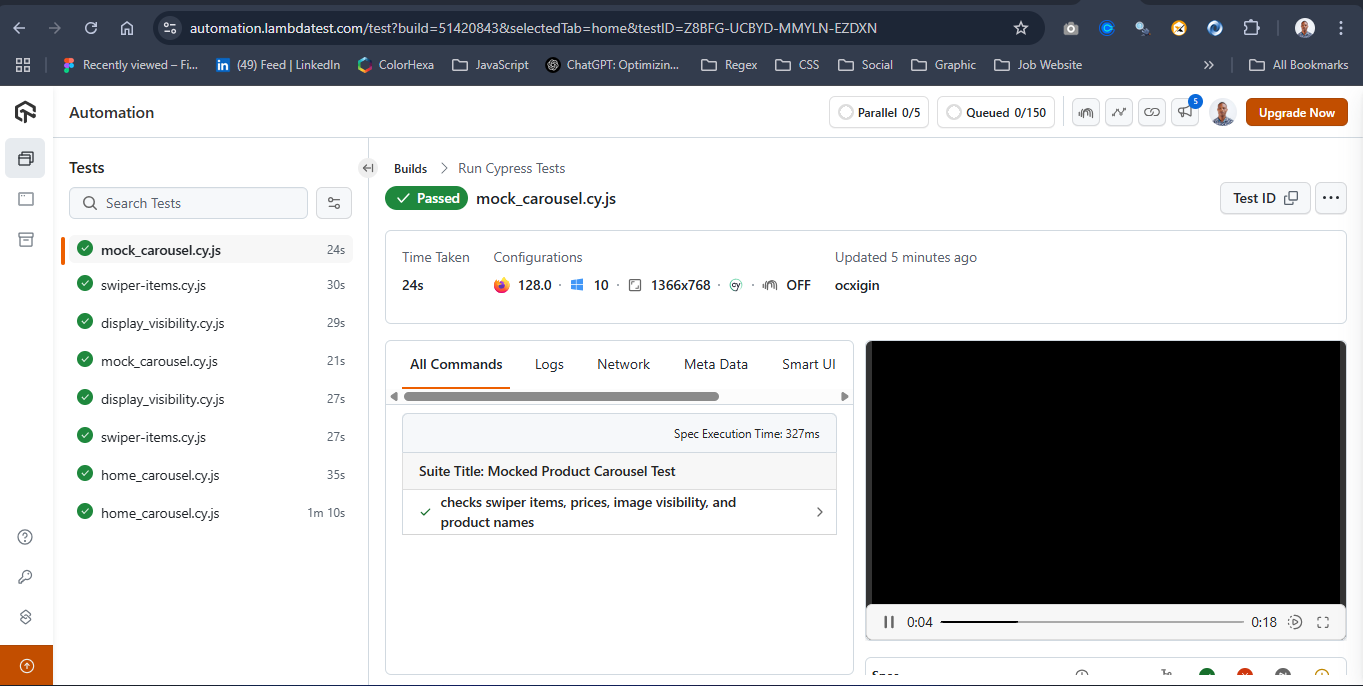 automation.lambdatest.com/test?build=51420843&selectedTab=home&testID=Z8BFG-UCBYD-MMYLN-EZDXN
Recently viewed – Fi...
in (49) Feed | LinkedIn
ColorHexa
JavaScript
ChatGPT: Optimizin...
Regex
CSS
Social
Graphic
Job Website
»
All Bookmarks
Automation
Parallel 0/5
Queued 0/150
5
Upgrade Now
Tests
Search Tests
mock_carousel.cy.js 24s
swiper-items.cy.js 30s
display_visibility.cy.js 29s
mock_carousel.cy.js 21s
display_visibility.cy.js 27s
swiper-items.cy.js 27s
home_carousel.cy.js 35s
home_carousel.cy.js 1m 10s
Builds > Run Cypress Tests
Passed mock_carousel.cy.js
Test ID
Time Taken Configurations Updated 5 minutes ago
24s 128.0 · 10 · 1366x768 · cy · OFF ocxigin
All Commands Logs Network Meta Data Smart UI
Spec Execution Time: 327ms
Suite Title: Mocked Product Carousel Test
checks swiper items, prices, image visibility, and
product names
0:04 0:18